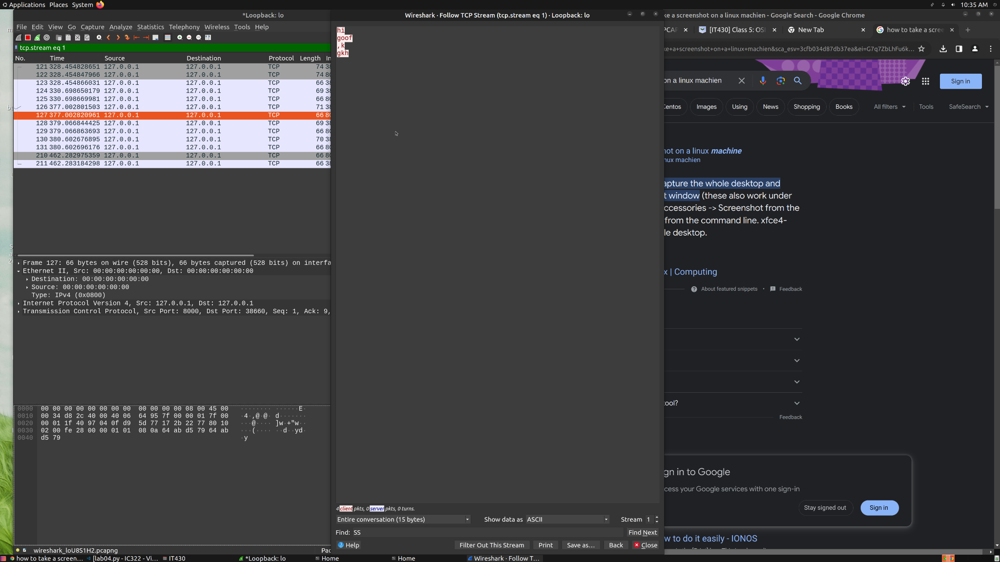 Applications Places System 10:35 AM
*Loopback: lo
File Edit View Go Capture Analyze Statistics Telephony Wireless Tools Help
tcp.stream eq 1
No. Time Source Destination Protocol Length
121 328.454828651 127.0.0.1 127.0.0.1 TCP 74 38
122 328.454847966 127.0.0.1 127.0.0.1 TCP 74 80
123 328.454866031 127.0.0.1 127.0.0.1 TCP 66 38
124 330.698650179 127.0.0.1 127.0.0.1 TCP 69 38
125 330.698669981 127.0.0.1 127.0.0.1 TCP 66 80
126 377.002801503 127.0.0.1 127.0.0.1 TCP 71 38
127 377.002820961 127.0.0.1 127.0.0.1 TCP 66 80
128 379.066844425 127.0.0.1 127.0.0.1 TCP 69 38
129 379.066863693 127.0.0.1 127.0.0.1 TCP 66 80
130 380.602676895 127.0.0.1 127.0.0.1 TCP 70 38
131 380.602696176 127.0.0.1 127.0.0.1 TCP 66 80
210 462.282975359 127.0.0.1 127.0.0.1 TCP 66 80
211 462.283184298 127.0.0.1 127.0.0.1 TCP 66 38
Frame 127: 66 bytes on wire (528 bits), 66 bytes captured (528 bits) on interfa
Ethernet II, Src: 00:00:00:00:00:00, Dst: 00:00:00:00:00:00
Destination: 00:00:00:00:00:00
Source: 00:00:00:00:00:00
Type: IPv4 (0x0800)
Internet Protocol Version 4, Src: 127.0.0.1, Dst: 127.0.0.1
Transmission Control Protocol, Src Port: 8000, Dst Port: 38660, Seq: 1, Ack: 9,
0000 00 00 00 00 00 00 00 00 00 00 00 00 08 00 45 00 ········ ······E·
0010 00 34 d8 2c 40 00 40 06 64 95 7f 00 00 01 7f 00 ·4·,@·@· d·······
0020 00 01 1f 40 97 04 0f d9 5d 77 17 2b 22 77 80 10 ···@···· ]w·+"w··
0030 02 00 fe 28 00 00 01 01 08 0a 64 ab d5 79 64 ab ···(···· ··d··yd·
0040 d5 79 ·y
wireshark_loU8S1H2.pcapng Pac
Wireshark · Follow TCP Stream (tcp.stream eq 1) · Loopback: lo
hi
goof
,k
gkh
4 client pkts, 0 server pkts, 0 turns.
Entire conversation (15 bytes) Show data as ASCII Stream 1
Find: SS Find Next
Help Filter Out This Stream Print Save as… Back Close
ke a screenshot on a linux machien - Google Search - Google Chrome
PCAP [IT430] Class 5: OSI New Tab how to take a scree
ke+a+screenshot+on+a+linux+machien&sca_esv=3cfb034d87db37ea&ei=G7q7ZbLhFu6k...
on a linux machien Sign in
Centos Images Using News Shopping Books All filters Tools SafeSearch
hot on a linux machine
nux machien
apture the whole desktop and
t window (these also work under
ccessories -> Screenshot from the
from the command line. xfce4-
le desktop.
x | Computing
About featured snippets • Feedback
tool?
Feedback
gn in to Google
cess your Google services with one sign-in
Stay signed out Sign in
w to do it easily - IONOS
how to take a screen... [lab04.py - IC322 - Vi... IT430 *Loopback: lo Home Home Wireshark · Follow T...